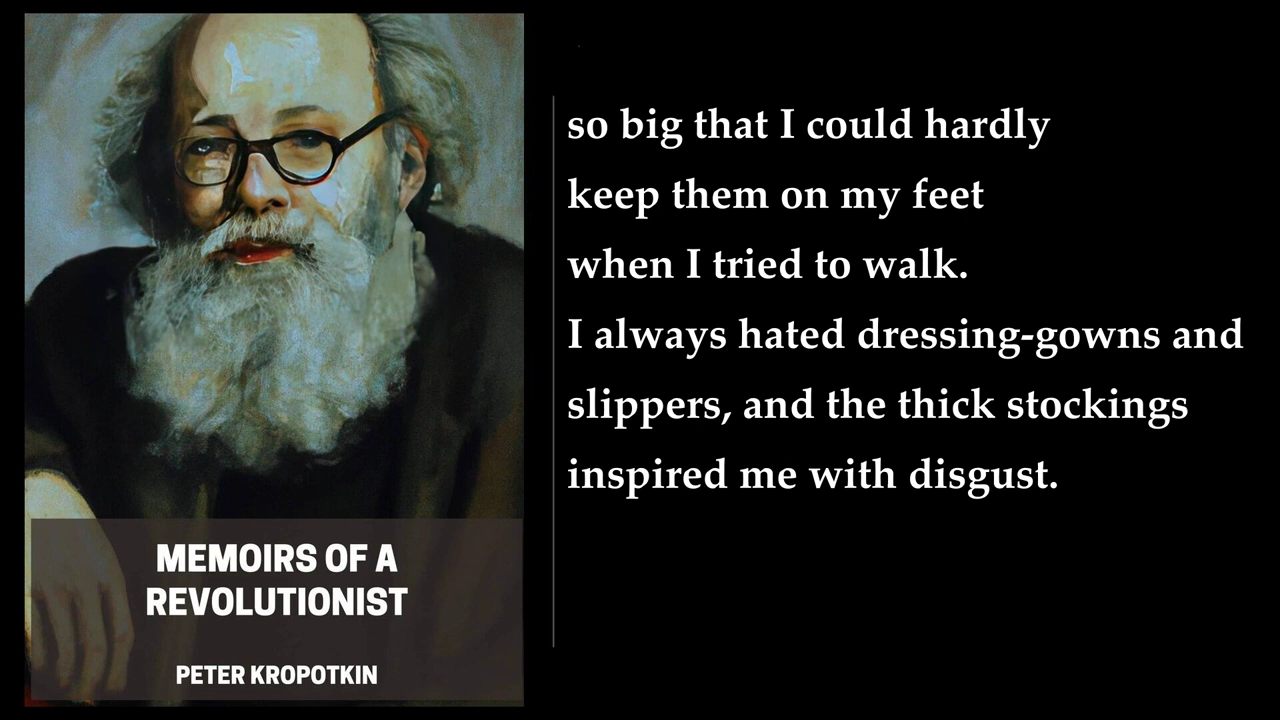 MEMOIRS OF A
REVOLUTIONIST
PETER KROPOTKIN
so big that I could hardly
keep them on my feet
when I tried to walk.
I always hated dressing-gowns and
slippers, and the thick stockings
inspired me with disgust.